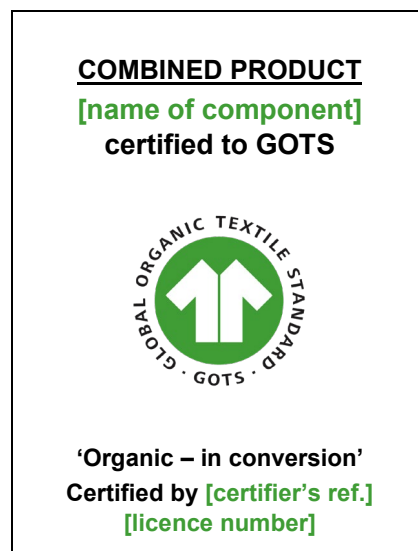 COMBINED PRODUCT
[name of component]
certified to GOTS
GLOBAL ORGANIC TEXTILE STANDARD · GOTS ·
‘Organic – in conversion’
Certified by [certifier’s ref.]
[licence number]